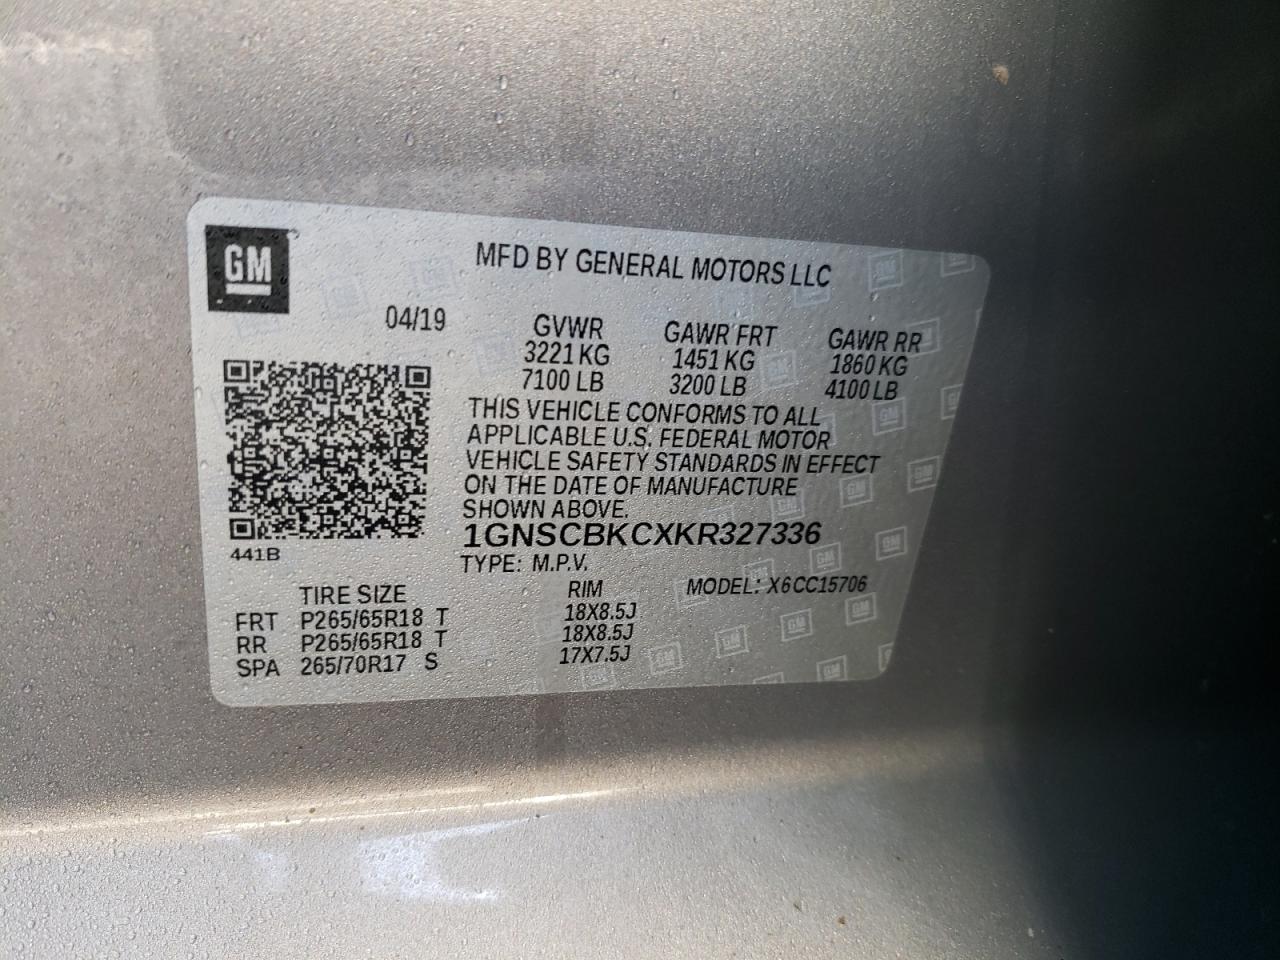 GM
MFD BY GENERAL MOTORS LLC
04/19
GVWR GAWR FRT GAWR RR
3221 KG 1451 KG 1860 KG
7100 LB 3200 LB 4100 LB
THIS VEHICLE CONFORMS TO ALL
APPLICABLE U.S. FEDERAL MOTOR
VEHICLE SAFETY STANDARDS IN EFFECT
ON THE DATE OF MANUFACTURE
SHOWN ABOVE.
1GNSCBKCXKR327336
441B
TYPE: M.P.V.
TIRE SIZE RIM MODEL: X6CC15706
FRT P265/65R18 T 18X8.5J
RR P265/65R18 T 18X8.5J
SPA 265/70R17 S 17X7.5J